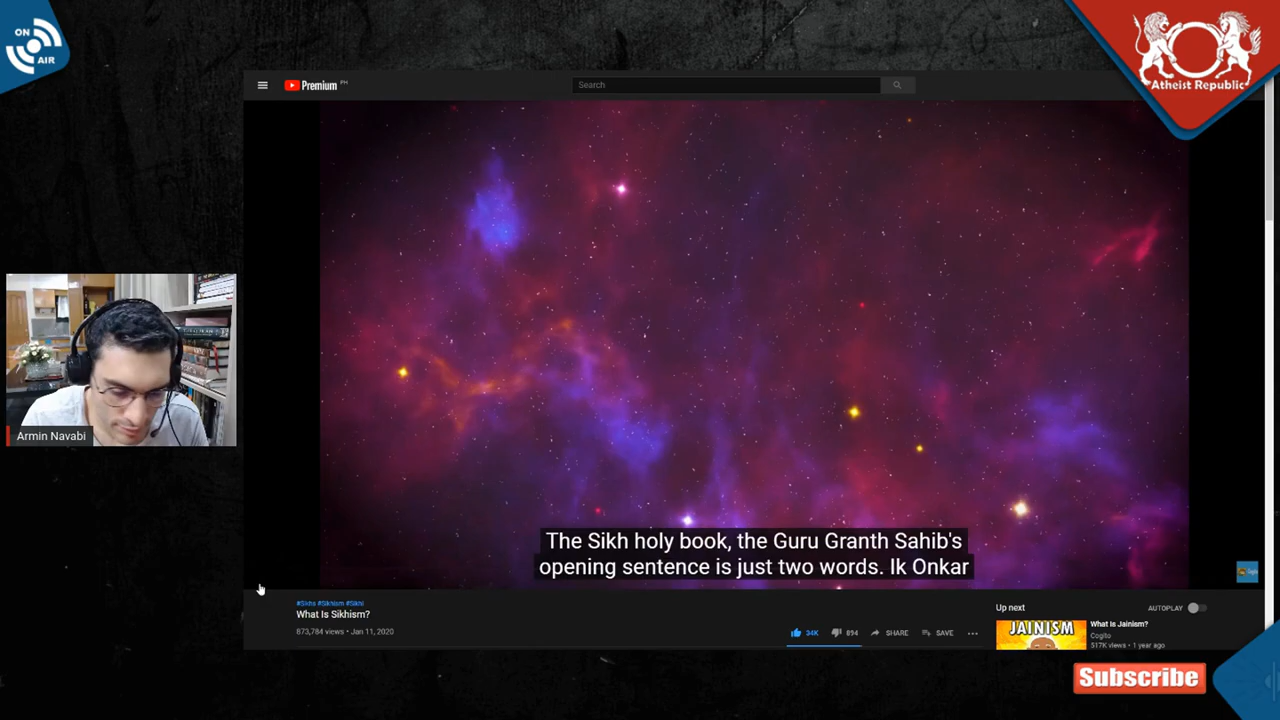 ON
AIR
Premium PH
Search
Atheist Republic
Armin Navabi
The Sikh holy book, the Guru Granth Sahib's
opening sentence is just two words. Ik Onkar
#Sikhs #Sikhism #Sikhi
What Is Sikhism?
873,784 views • Jan 11, 2020
34K
894
SHARE
SAVE
Up next
AUTOPLAY
JAINISM
What Is Jainism?
Cogito
517K views • 1 year ago
Subscribe